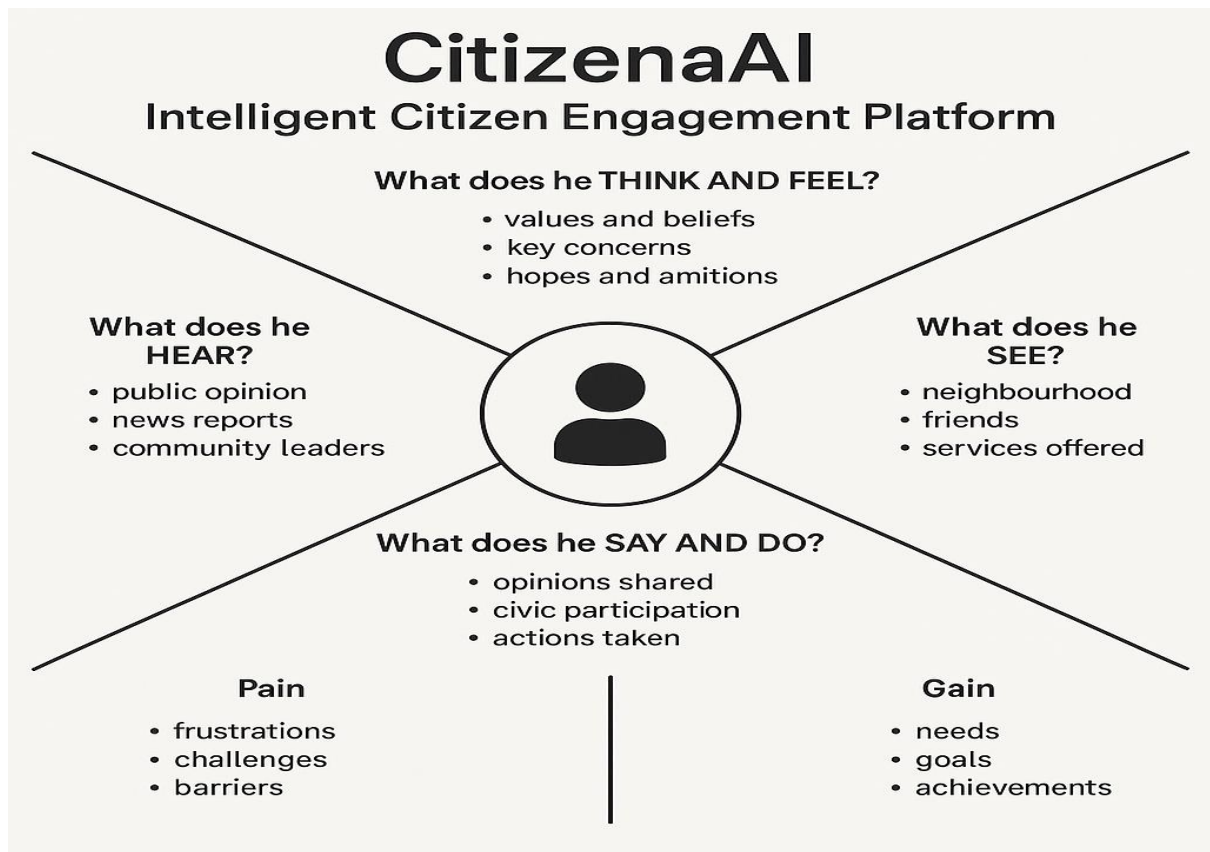 CitizenaAI
Intelligent Citizen Engagement Platform
What does he THINK AND FEEL?
• values and beliefs
• key concerns
• hopes and amitions
What does he
HEAR?
• public opinion
• news reports
• community leaders
What does he
SEE?
• neighbourhood
• friends
• services offered
What does he SAY AND DO?
• opinions shared
• civic participation
• actions taken
Pain
• frustrations
• challenges
• barriers
Gain
• needs
• goals
• achievements